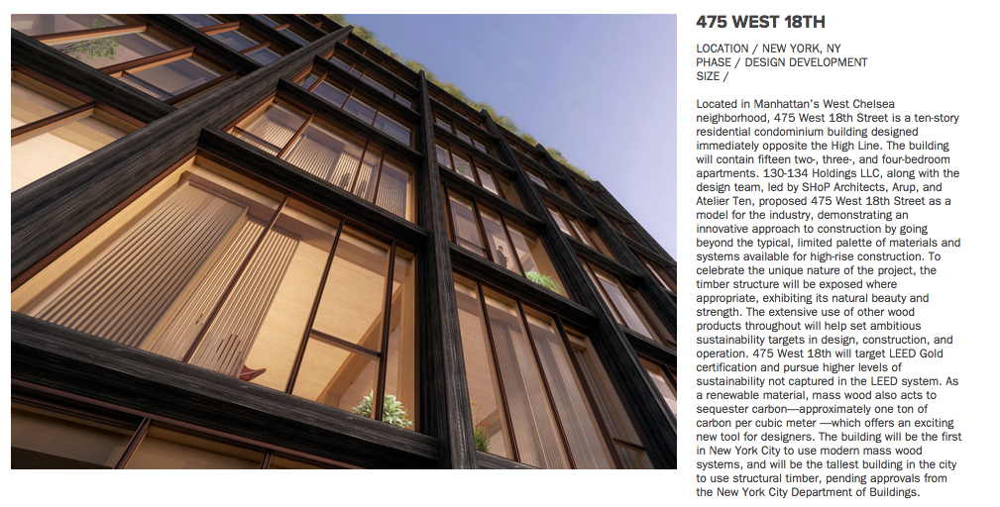 475 WEST 18TH
LOCATION / NEW YORK, NY
PHASE / DESIGN DEVELOPMENT
SIZE /
Located in Manhattan's West Chelsea
neighborhood, 475 West 18th Street is a ten-story
residential condominium building designed
immediately opposite the High Line. The building
will contain fifteen two-, three-, and four-bedroom
apartments. 130-134 Holdings LLC, along with the
design team, led by SHoP Architects, Arup, and
Atelier Ten, proposed 475 West 18th Street as a
model for the industry, demonstrating an
innovative approach to construction by going
beyond the typical, limited palette of materials and
systems available for high-rise construction. To
celebrate the unique nature of the project, the
timber structure will be exposed where
appropriate, exhibiting its natural beauty and
strength. The extensive use of other wood
products throughout will help set ambitious
sustainability targets in design, construction, and
operation. 475 West 18th will target LEED Gold
certification and pursue higher levels of
sustainability not captured in the LEED system. As
a renewable material, mass wood also acts to
sequester carbon—approximately one ton of
carbon per cubic meter —which offers an exciting
new tool for designers. The building will be the first
in New York City to use modern mass wood
systems, and will be the tallest building in the city
to use structural timber, pending approvals from
the New York City Department of Buildings.